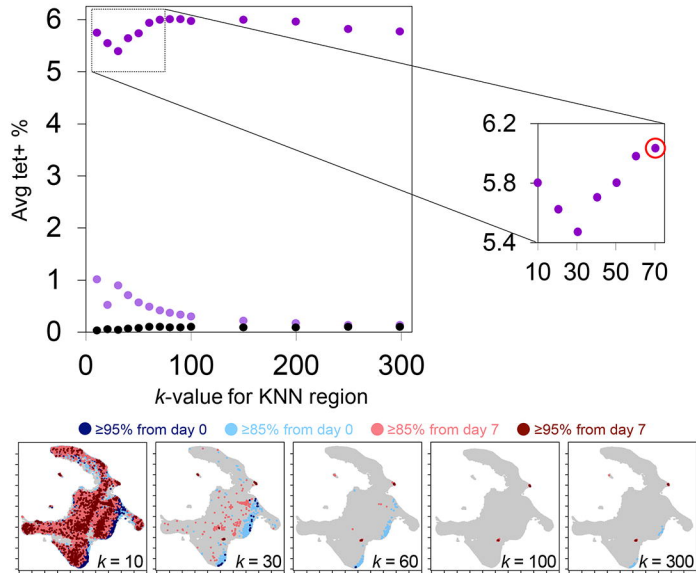 6
5
4
3
2
1
0
Avg tet+ %
0 100 200 300
k-value for KNN region
6.2
5.8
5.4
10 30 50 70
≥95% from day 0 ≥85% from day 0 ≥85% from day 7 ≥95% from day 7
k = 10 k = 30 k = 60 k = 100 k = 300